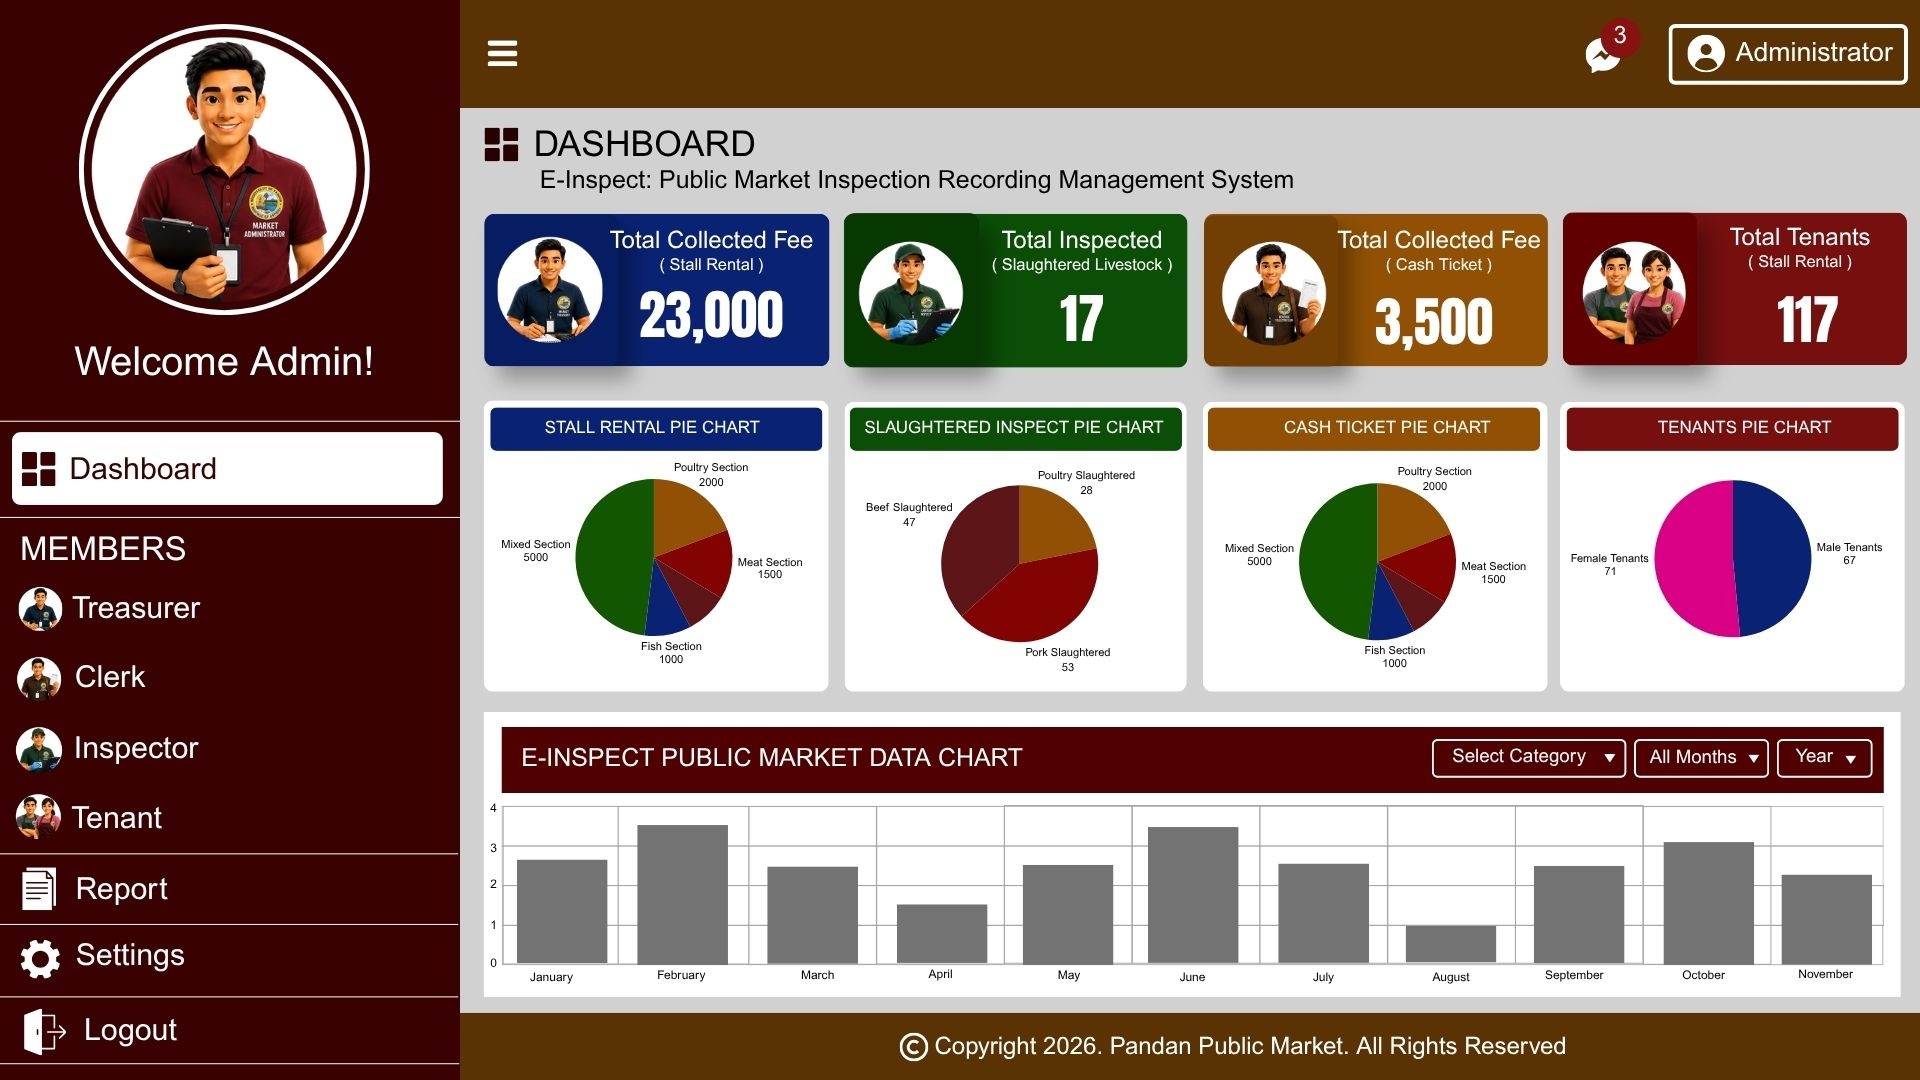 3
Administrator
MARKET
ADMINISTRATOR
Welcome Admin!
Dashboard
MEMBERS
Treasurer
Clerk
Inspector
Tenant
Report
Settings
Logout
DASHBOARD
E-Inspect: Public Market Inspection Recording Management System
Total Collected Fee
( Stall Rental )
23,000
Total Inspected
( Slaughtered Livestock )
17
Total Collected Fee
( Cash Ticket )
3,500
Total Tenants
( Stall Rental )
117
STALL RENTAL PIE CHART
Poultry Section
2000
Mixed Section
5000
Meat Section
1500
Fish Section
1000
SLAUGHTERED INSPECT PIE CHART
Poultry Slaughtered
28
Beef Slaughtered
47
Pork Slaughtered
53
CASH TICKET PIE CHART
Poultry Section
2000
Mixed Section
5000
Meat Section
1500
Fish Section
1000
TENANTS PIE CHART
Male Tenants
67
Female Tenants
71
E-INSPECT PUBLIC MARKET DATA CHART
Select Category ▼
All Months ▼
Year ▼
4
3
2
1
0
January February March April May June July August September October November
© Copyright 2026. Pandan Public Market. All Rights Reserved